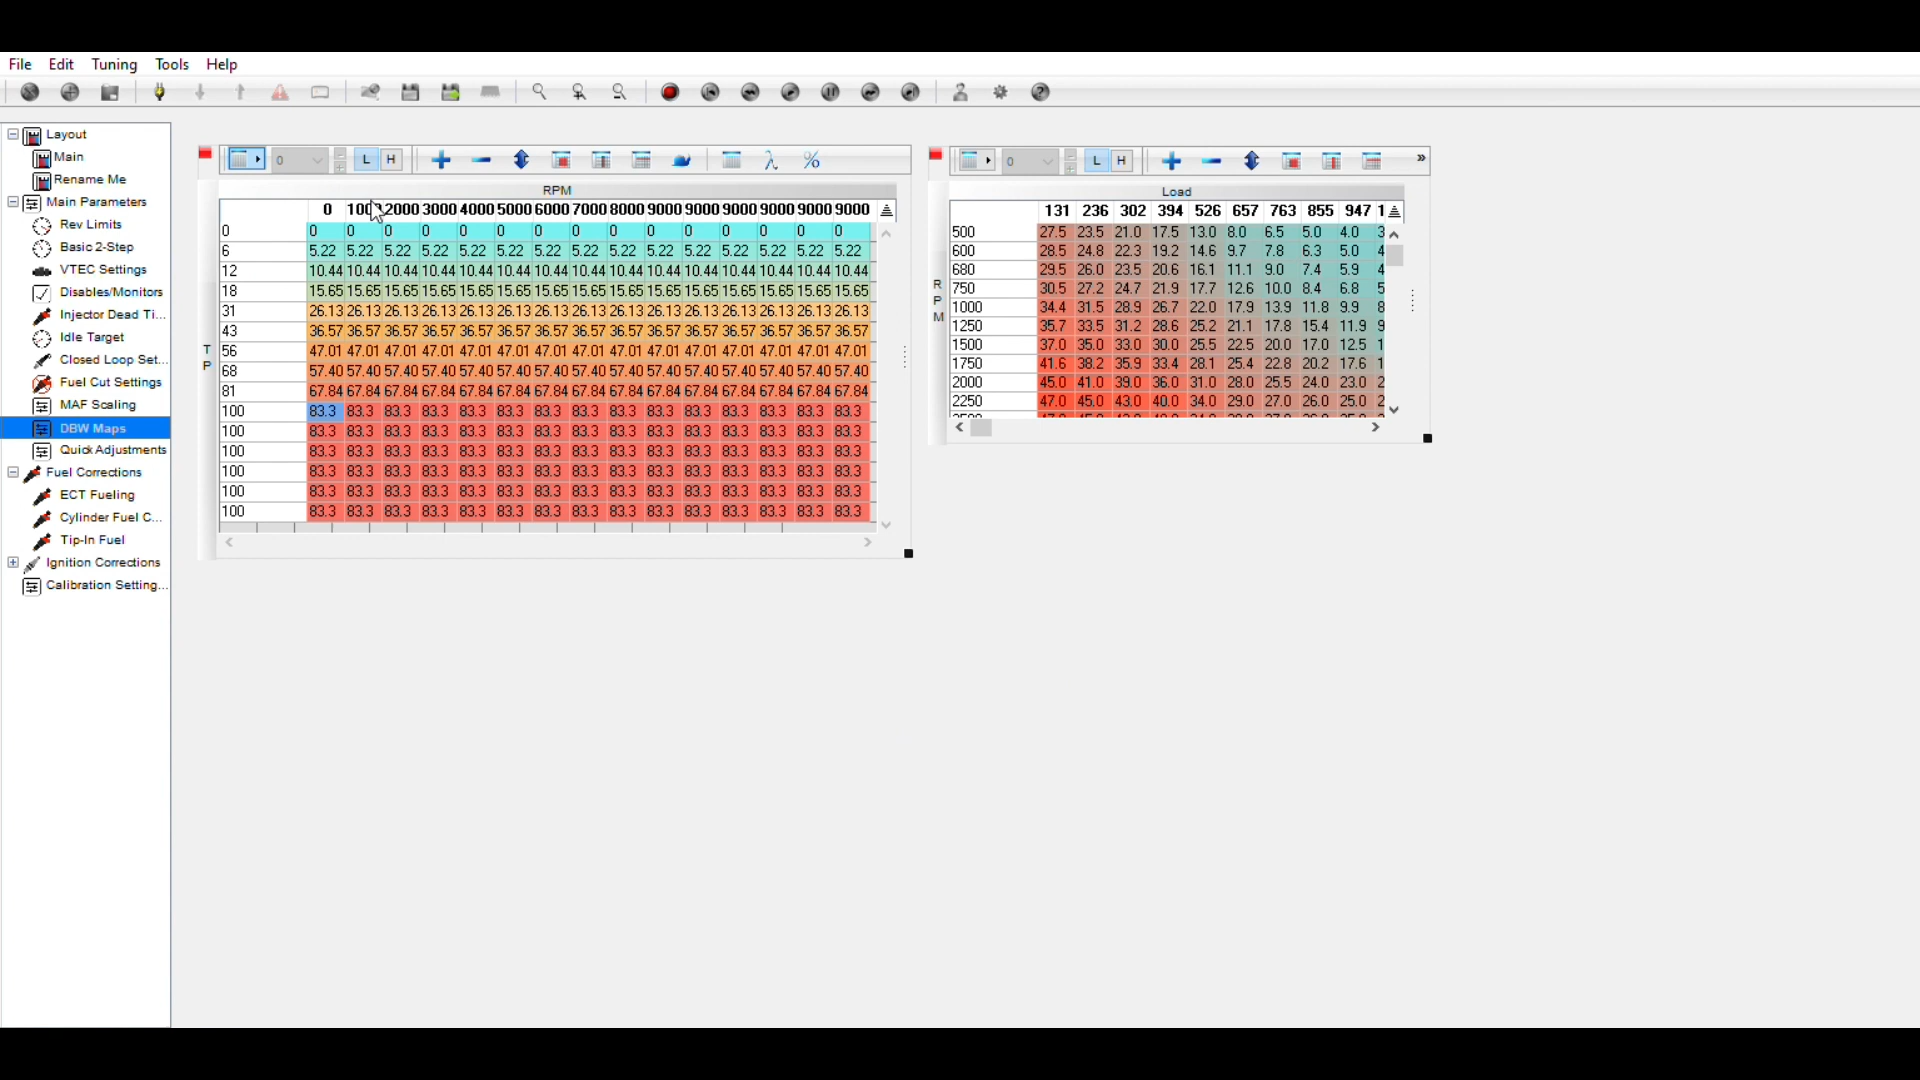 File Edit Tuning Tools Help
Layout
Main
Rename Me
Main Parameters
Rev Limits
Basic 2-Step
VTEC Settings
Disables/Monitors
Injector Dead Ti...
Idle Target
Closed Loop Set...
Fuel Cut Settings
MAF Scaling
DBW Maps
Quick Adjustments
Fuel Corrections
ECT Fueling
Cylinder Fuel C...
Tip-In Fuel
Ignition Corrections
Calibration Setting...
0 L H %
RPM
0 1000 2000 3000 4000 5000 6000 7000 8000 9000 9000 9000 9000 9000 9000
TP
0 0 0 0 0 0 0 0 0 0 0 0 0 0 0 0
6 5.22 5.22 5.22 5.22 5.22 5.22 5.22 5.22 5.22 5.22 5.22 5.22 5.22 5.22 5.22
12 10.44 10.44 10.44 10.44 10.44 10.44 10.44 10.44 10.44 10.44 10.44 10.44 10.44 10.44 10.44
18 15.65 15.65 15.65 15.65 15.65 15.65 15.65 15.65 15.65 15.65 15.65 15.65 15.65 15.65 15.65
31 26.13 26.13 26.13 26.13 26.13 26.13 26.13 26.13 26.13 26.13 26.13 26.13 26.13 26.13 26.13
43 36.57 36.57 36.57 36.57 36.57 36.57 36.57 36.57 36.57 36.57 36.57 36.57 36.57 36.57 36.57
56 47.01 47.01 47.01 47.01 47.01 47.01 47.01 47.01 47.01 47.01 47.01 47.01 47.01 47.01 47.01
68 57.40 57.40 57.40 57.40 57.40 57.40 57.40 57.40 57.40 57.40 57.40 57.40 57.40 57.40 57.40
81 67.84 67.84 67.84 67.84 67.84 67.84 67.84 67.84 67.84 67.84 67.84 67.84 67.84 67.84 67.84
100 83.3 83.3 83.3 83.3 83.3 83.3 83.3 83.3 83.3 83.3 83.3 83.3 83.3 83.3 83.3
100 83.3 83.3 83.3 83.3 83.3 83.3 83.3 83.3 83.3 83.3 83.3 83.3 83.3 83.3 83.3
100 83.3 83.3 83.3 83.3 83.3 83.3 83.3 83.3 83.3 83.3 83.3 83.3 83.3 83.3 83.3
100 83.3 83.3 83.3 83.3 83.3 83.3 83.3 83.3 83.3 83.3 83.3 83.3 83.3 83.3 83.3
100 83.3 83.3 83.3 83.3 83.3 83.3 83.3 83.3 83.3 83.3 83.3 83.3 83.3 83.3 83.3
100 83.3 83.3 83.3 83.3 83.3 83.3 83.3 83.3 83.3 83.3 83.3 83.3 83.3 83.3 83.3
0 L H »
Load
131 236 302 394 526 657 763 855 947 1
RPM
500 27.5 23.5 21.0 17.5 13.0 8.0 6.5 5.0 4.0 3
600 28.5 24.8 22.3 19.2 14.6 9.7 7.8 6.3 5.0 4
680 29.5 26.0 23.5 20.6 16.1 11.1 9.0 7.4 5.9 4
750 30.5 27.2 24.7 21.9 17.7 12.6 10.0 8.4 6.8 5
1000 34.4 31.5 28.9 26.7 22.0 17.9 13.9 11.8 9.9 8
1250 35.7 33.5 31.2 28.6 25.2 21.1 17.8 15.4 11.9 9
1500 37.0 35.0 33.0 30.0 25.5 22.5 20.0 17.0 12.5 1
1750 41.6 38.2 35.9 33.4 28.1 25.4 22.8 20.2 17.6 1
2000 45.0 41.0 39.0 36.0 31.0 28.0 25.5 24.0 23.0 2
2250 47.0 45.0 43.0 40.0 34.0 29.0 27.0 26.0 25.0 2